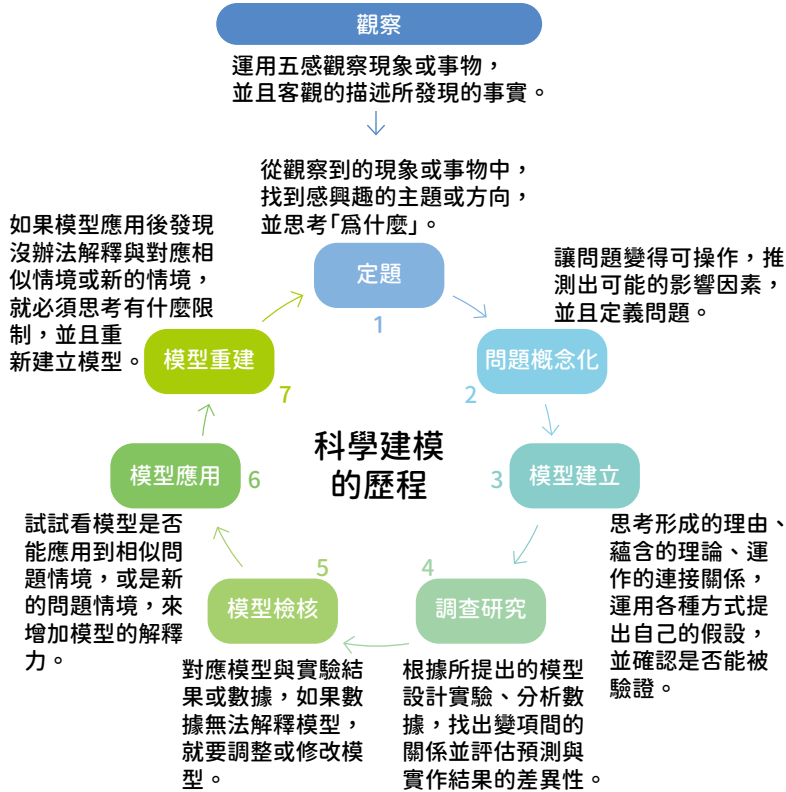 觀察
運用五感觀察現象或事物，
並且客觀的描述所發現的事實。
從觀察到的現象或事物中，
找到感興趣的主題或方向，
並思考「爲什麼」。
定題
1
讓問題變得可操作，推
測出可能的影響因素，
並且定義問題。
問題概念化
2
模型建立
3
思考形成的理由、
蘊含的理論、運
作的連接關係，
運用各種方式提
出自己的假設，
並確認是否能被
驗證。
調查研究
4
根據所提出的模型
設計實驗、分析數
據，找出變項間的
關係並評估預測與
實作結果的差異性。
模型檢核
5
對應模型與實驗結
果或數據，如果數
據無法解釋模型，
就要調整或修改模
型。
模型應用
6
試試看模型是否
能應用到相似問
題情境，或是新
的問題情境，來
增加模型的解釋
力。
模型重建
7
如果模型應用後發現
沒辦法解釋與對應相
似情境或新的情境，
就必須思考有什麼限
制，並且重
新建立模型。
科學建模
的歷程